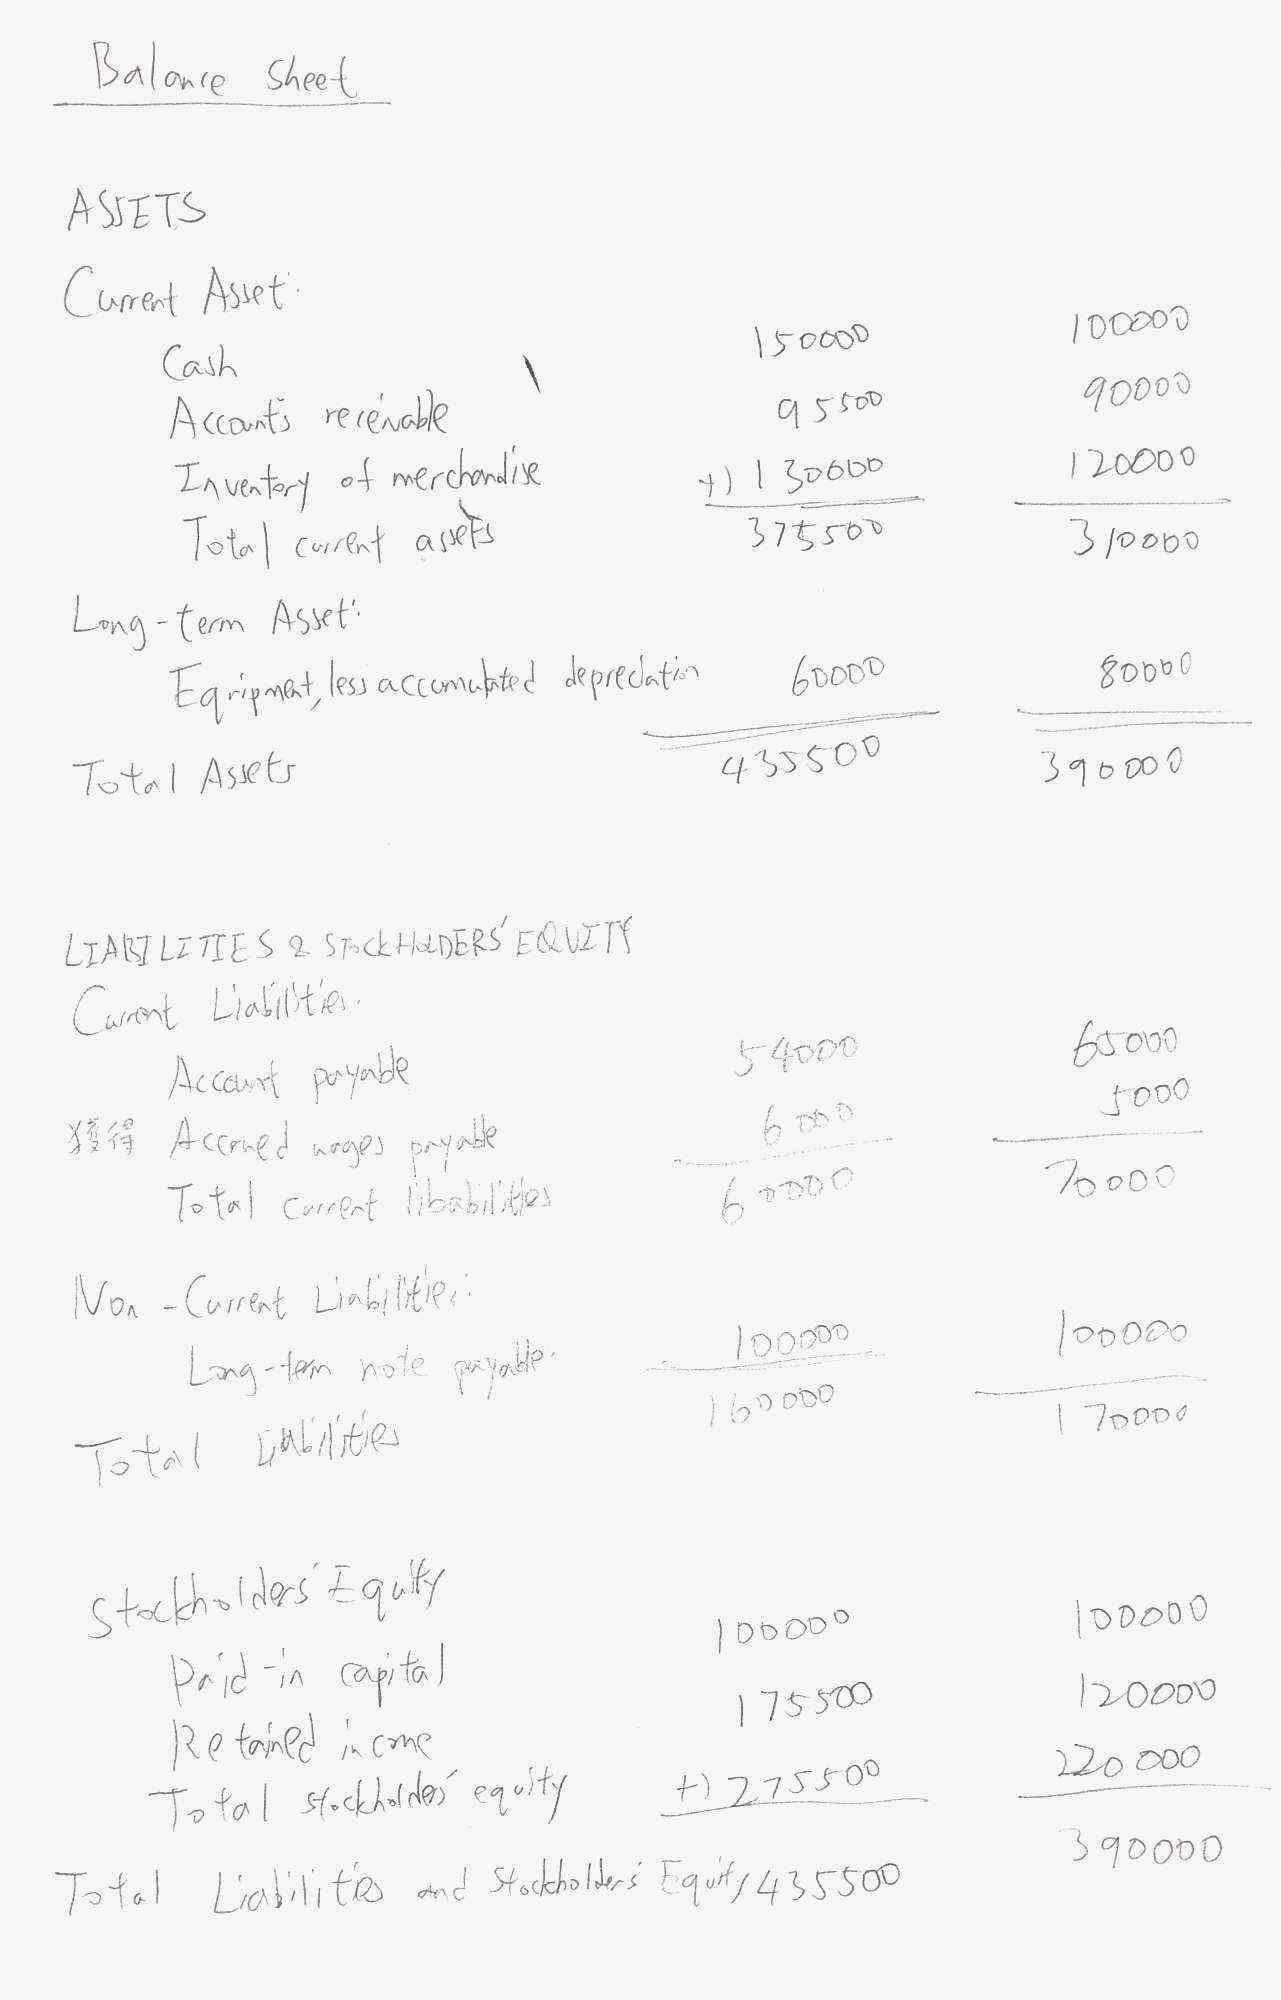 Balance Sheet
ASSETS
Current Asset:
Cash 150000 100000
Accounts receivable 95500 90000
Inventory of merchandise +) 130000 120000
Total current assets 375500 310000
Long-term Asset:
Equipment, less accumulated depreciation 60000 80000
Total Assets 435500 390000
LIABILITIES & STOCKHOLDERS' EQUITY
Current Liabilities.
Account payable 54000 65000
獲得 Accrued wages payable 6000 5000
Total current libabilities 60000 70000
Non-Current Liabilities:
Long-term note payable. 100000 100000
Total Liabilities 160000 170000
Stockholders' Equity
Paid-in capital 100000 100000
Retained income 175500 120000
Total stockholders' equity +) 275500 220000
Total Liabilities and Stockholders' Equity 435500 390000